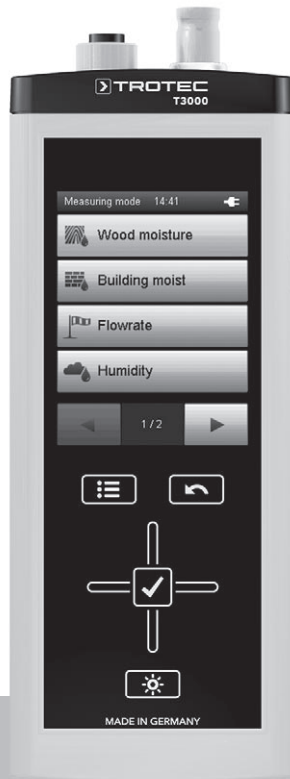 TROTEC
T3000
Measuring mode 14:41
Wood moisture
Building moist
Flowrate
Humidity
1/2
MADE IN GERMANY